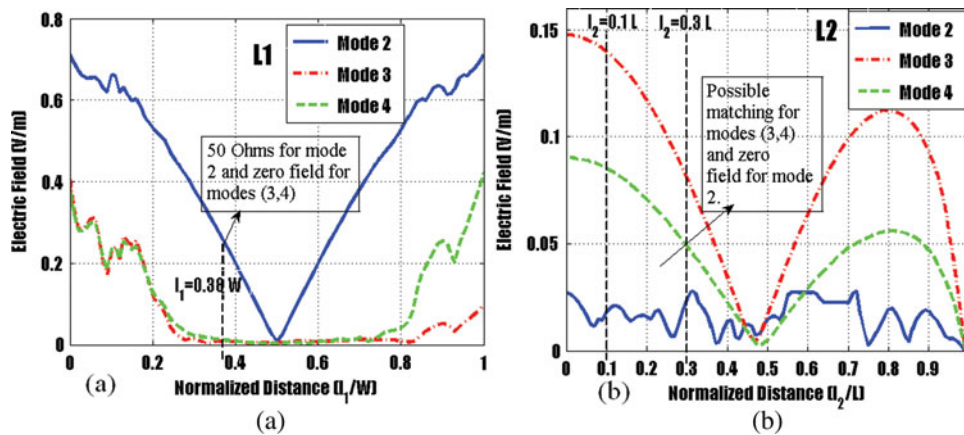 L1
Mode 2
Mode 3
Mode 4
50 Ohms for mode
2 and zero field for
modes (3,4)
l_1=0.38 W
Electric Field (V/m)
0.8
0.6
0.4
0.2
0
0
0.2
0.4
0.6
0.8
1
Normalized Distance (l_1/W)
(a)
(a)
l_2=0.1 L
l_2=0.3 L
L2
Mode 2
Mode 3
Mode 4
Possible
matching for
modes (3,4)
and zero
field for mode
2.
Electric Field (V/m)
0.15
0.1
0.05
0
0
0.1
0.2
0.3
0.4
0.5
0.6
0.7
0.8
0.9
Normalized Distance (l_2/L)
(b)
(b)